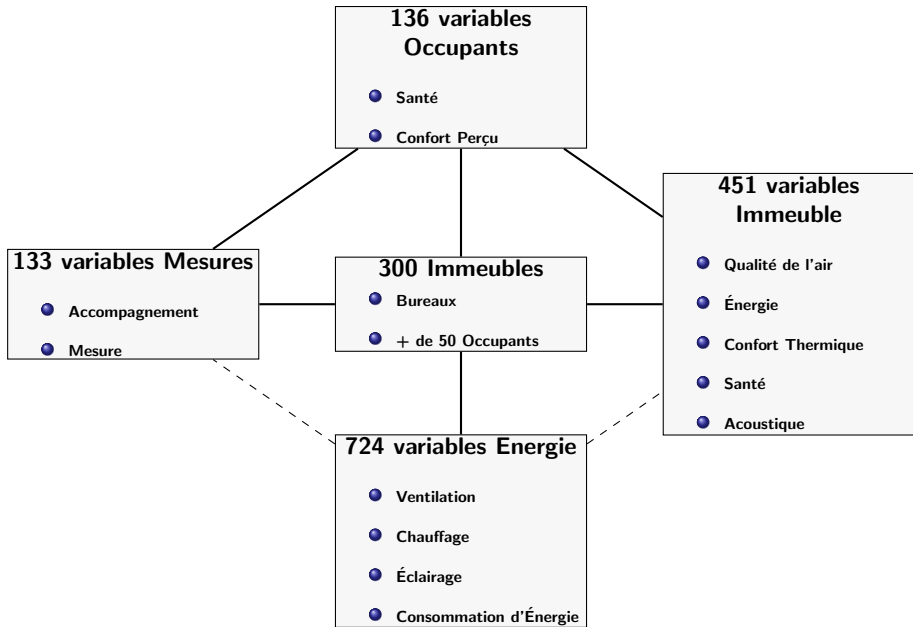 136 variables
Occupants
Santé
Confort Perçu
451 variables
Immeuble
Qualité de l'air
Énergie
Confort Thermique
Santé
Acoustique
133 variables Mesures
Accompagnement
Mesure
300 Immeubles
Bureaux
+ de 50 Occupants
724 variables Energie
Ventilation
Chauffage
Éclairage
Consommation d'Énergie